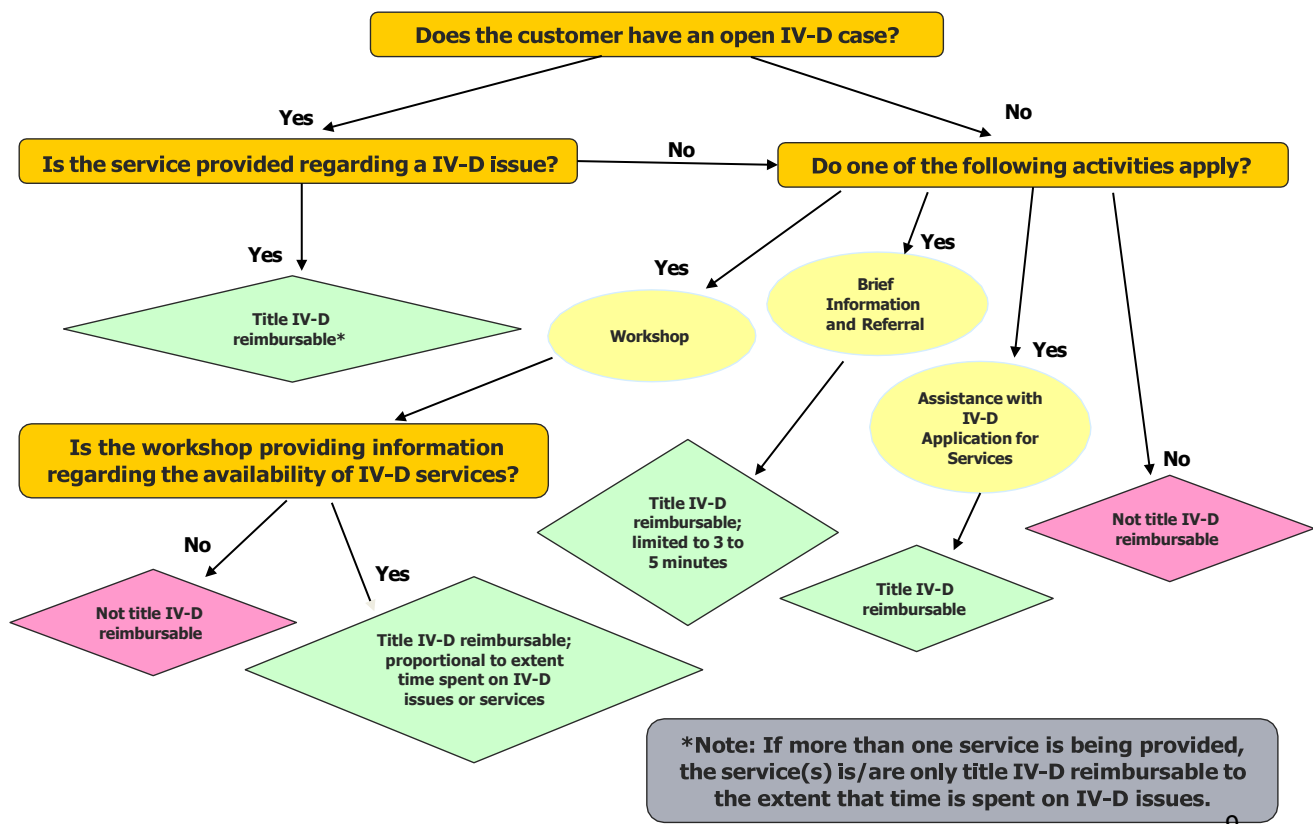 Does the customer have an open IV-D case?
Yes
No
Is the service provided regarding a IV-D issue?
No
Do one of the following activities apply?
Yes
Yes
Yes
Yes
No
Title IV-D
reimbursable*
Workshop
Brief
Information
and Referral
Assistance with
IV-D
Application for
Services
Is the workshop providing information
regarding the availability of IV-D services?
No
Yes
Title IV-D
reimbursable;
limited to 3 to
5 minutes
Not title IV-D
reimbursable
Title IV-D
reimbursable
Not title IV-D
reimbursable
Title IV-D reimbursable;
proportional to extent
time spent on IV-D
issues or services
*Note: If more than one service is being provided,
the service(s) is/are only title IV-D reimbursable to
the extent that time is spent on IV-D issues.